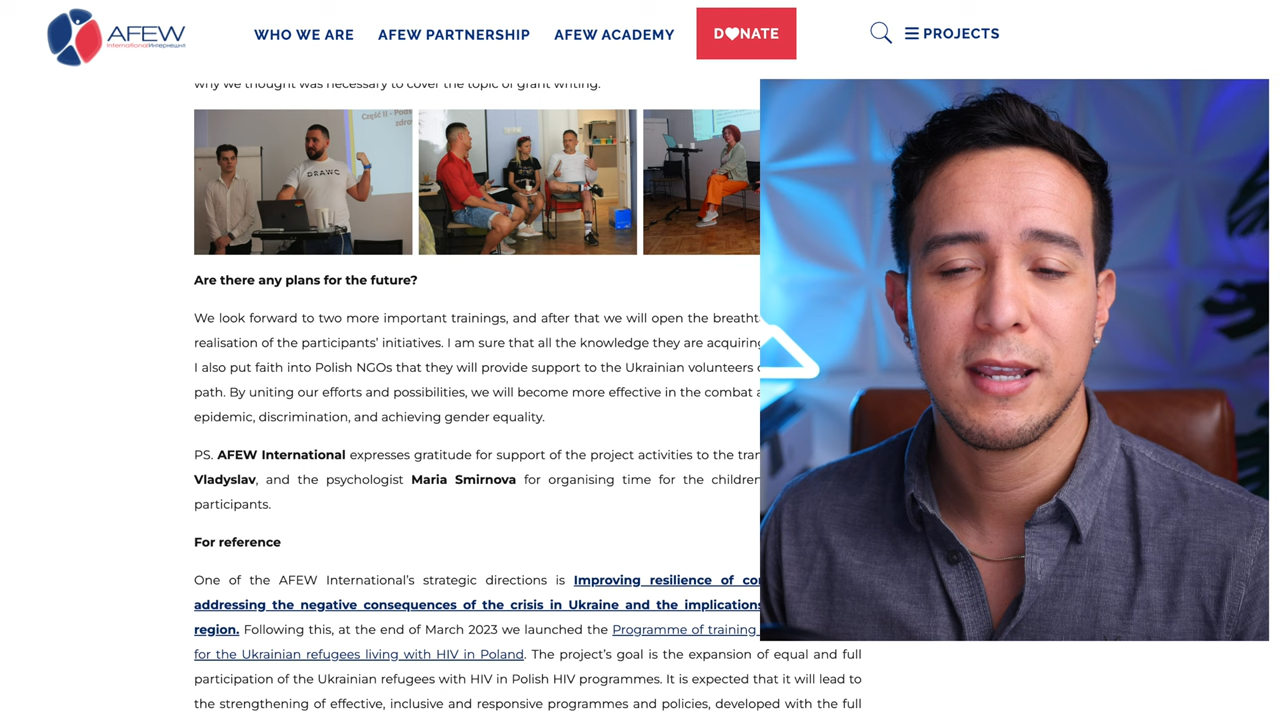 AFEW
InternationalИнтернешнл
WHO WE ARE
AFEW PARTNERSHIP
AFEW ACADEMY
DONATE
PROJECTS
why we thought was necessary to cover the topic of grant writing.
Część II - Pods
zdro
DRAWC
Are there any plans for the future?
We look forward to two more important trainings, and after that we will open the
realisation of the participants' initiatives. I am sure that all the knowledge they are
I also put faith into Polish NGOs that they will provide support to the Ukrainian volunteers
path. By uniting our efforts and possibilities, we will become more effective in the combat
epidemic, discrimination, and achieving gender equality.
PS. AFEW International expresses gratitude for support of the project activities to the
Vladyslav, and the psychologist Maria Smirnova for organising time for the children
participants.
For reference
One of the AFEW International's strategic directions is Improving resilience of
addressing the negative consequences of the crisis in Ukraine and the implications
region. Following this, at the end of March 2023 we launched the Programme of training
for the Ukrainian refugees living with HIV in Poland. The project's goal is the expansion of equal and full
participation of the Ukrainian refugees with HIV in Polish HIV programmes. It is expected that it will lead to
the strengthening of effective, inclusive and responsive programmes and policies, developed with the full